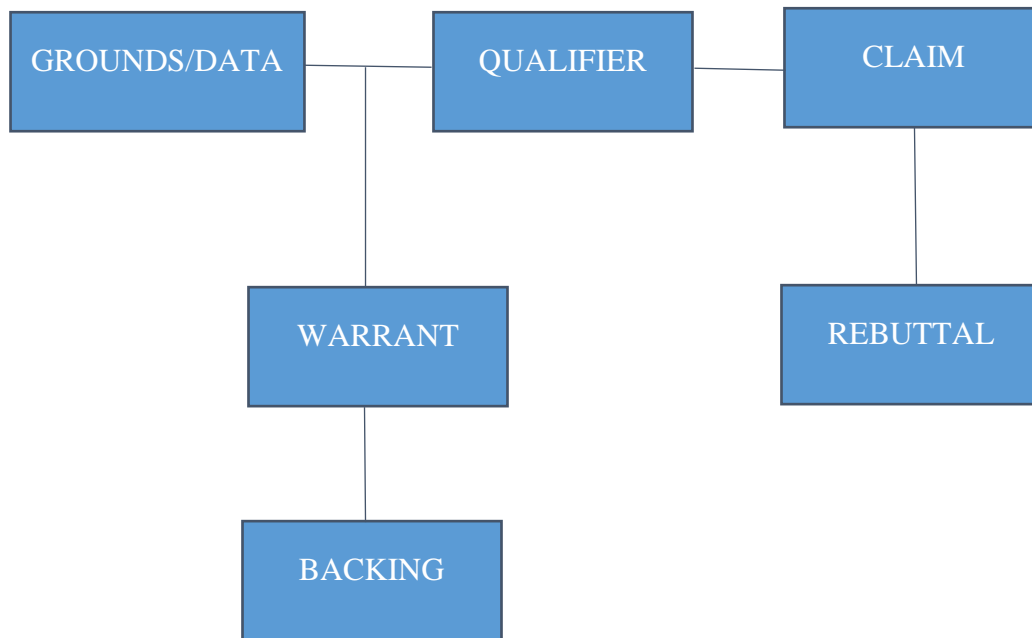 GROUNDS/DATA
QUALIFIER
CLAIM
WARRANT
REBUTTAL
BACKING